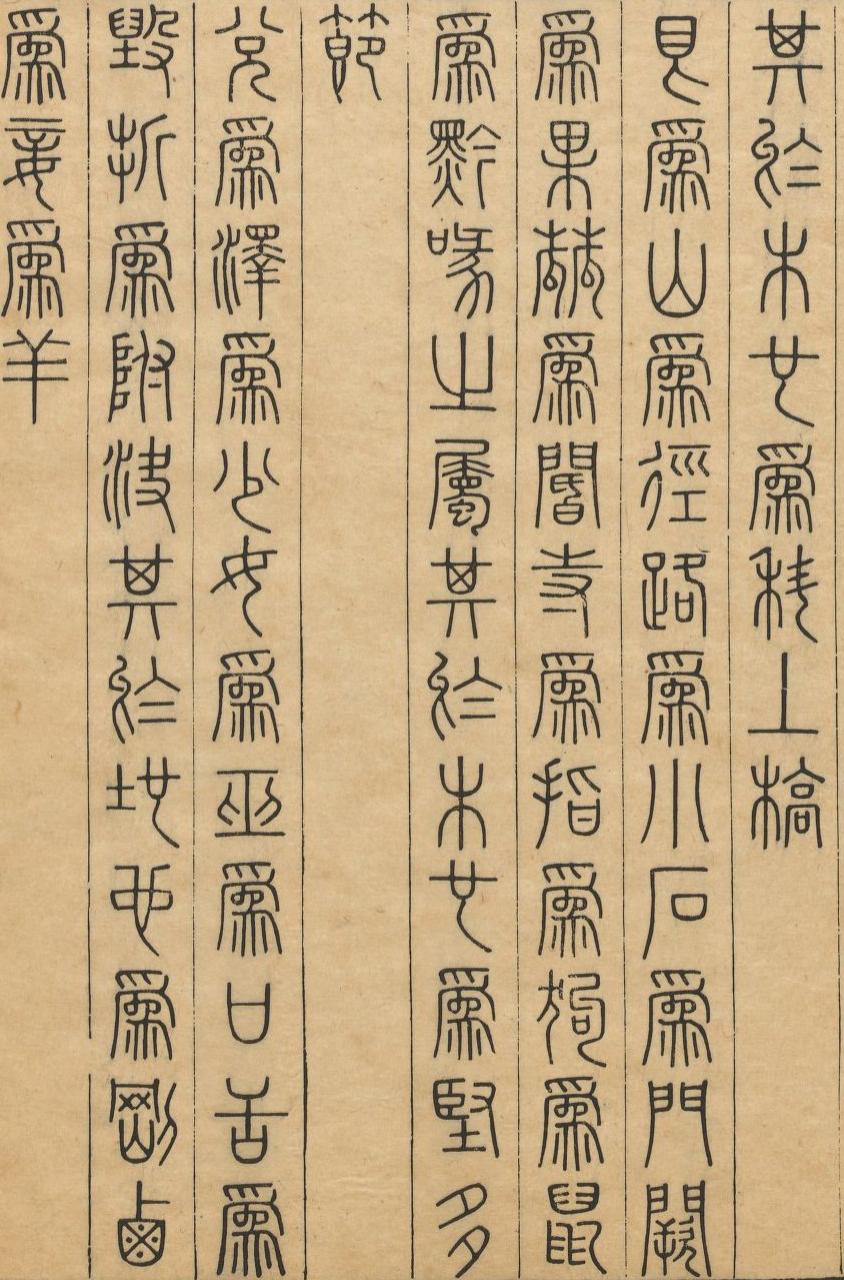 其於木也爲科上槁
艮爲山爲徑路爲小石爲門闕
爲果蓏爲閽寺爲指爲狗爲鼠
爲黔喙之屬其於木也爲堅多
節
兌爲澤爲少女爲巫爲口舌爲
毀折爲附決其於地也爲剛鹵
爲妾爲羊